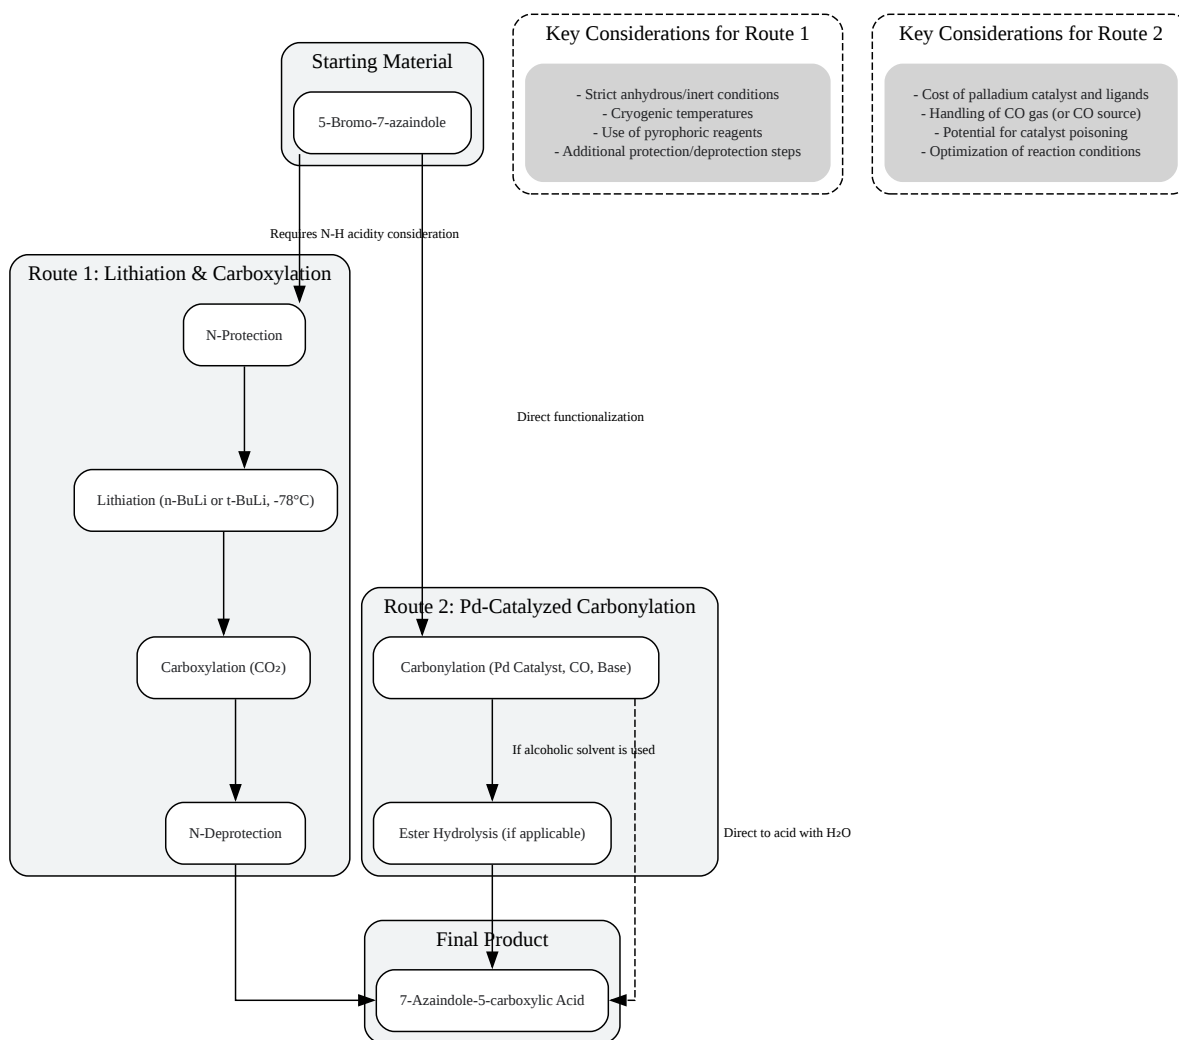 Key Considerations for Route 1
- Strict anhydrous/inert conditions
- Cryogenic temperatures
- Use of pyrophoric reagents
- Additional protection/deprotection steps
Key Considerations for Route 2
- Cost of palladium catalyst and ligands
- Handling of CO gas (or CO source)
- Potential for catalyst poisoning
- Optimization of reaction conditions
Starting Material
5-Bromo-7-azaindole
Requires N-H acidity consideration
Route 1: Lithiation & Carboxylation
N-Protection
Direct functionalization
Lithiation (n-BuLi or t-BuLi, -78°C)
Carboxylation (CO₂)
N-Deprotection
Route 2: Pd-Catalyzed Carbonylation
Carbonylation (Pd Catalyst, CO, Base)
If alcoholic solvent is used
Ester Hydrolysis (if applicable)
Direct to acid with H₂O
Final Product
7-Azaindole-5-carboxylic Acid